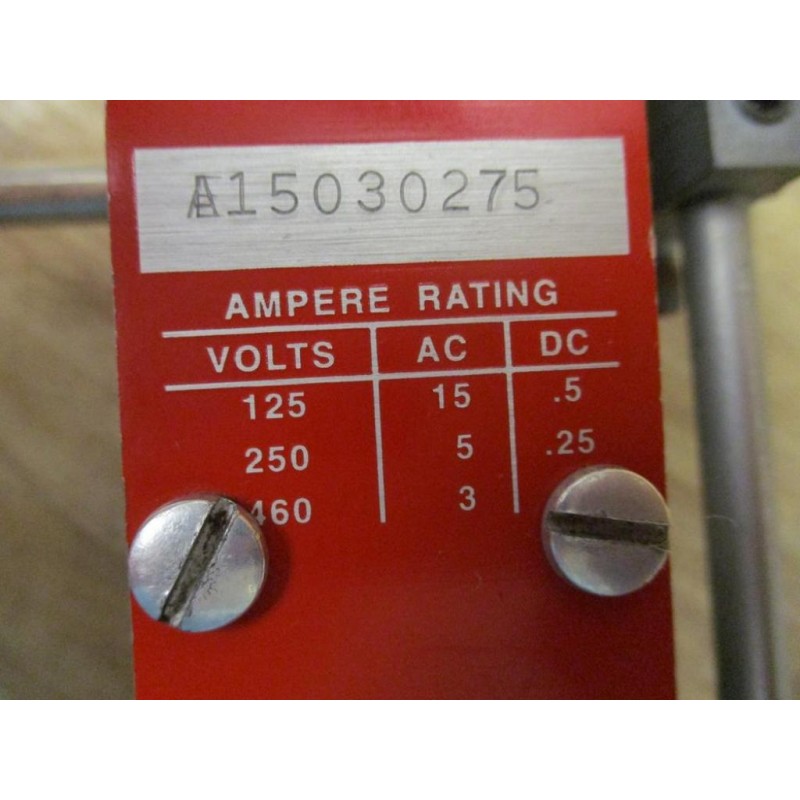 A15030275
AMPERE RATING
VOLTS AC DC
125 15 .5
250 5 .25
460 3